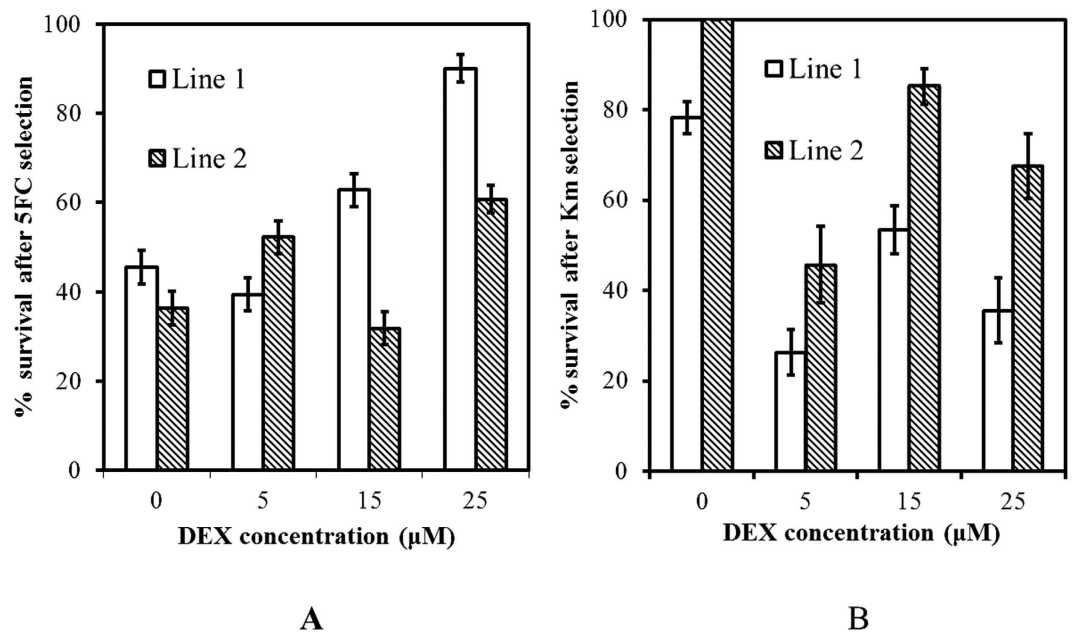 % survival after 5FC selection
100
80
60
40
20
0
Line 1
Line 2
0 5 15 25
DEX concentration (μM)
A
% survival after Km selection
100
80
60
40
20
0
Line 1
Line 2
0 5 15 25
DEX concentration (μM)
B